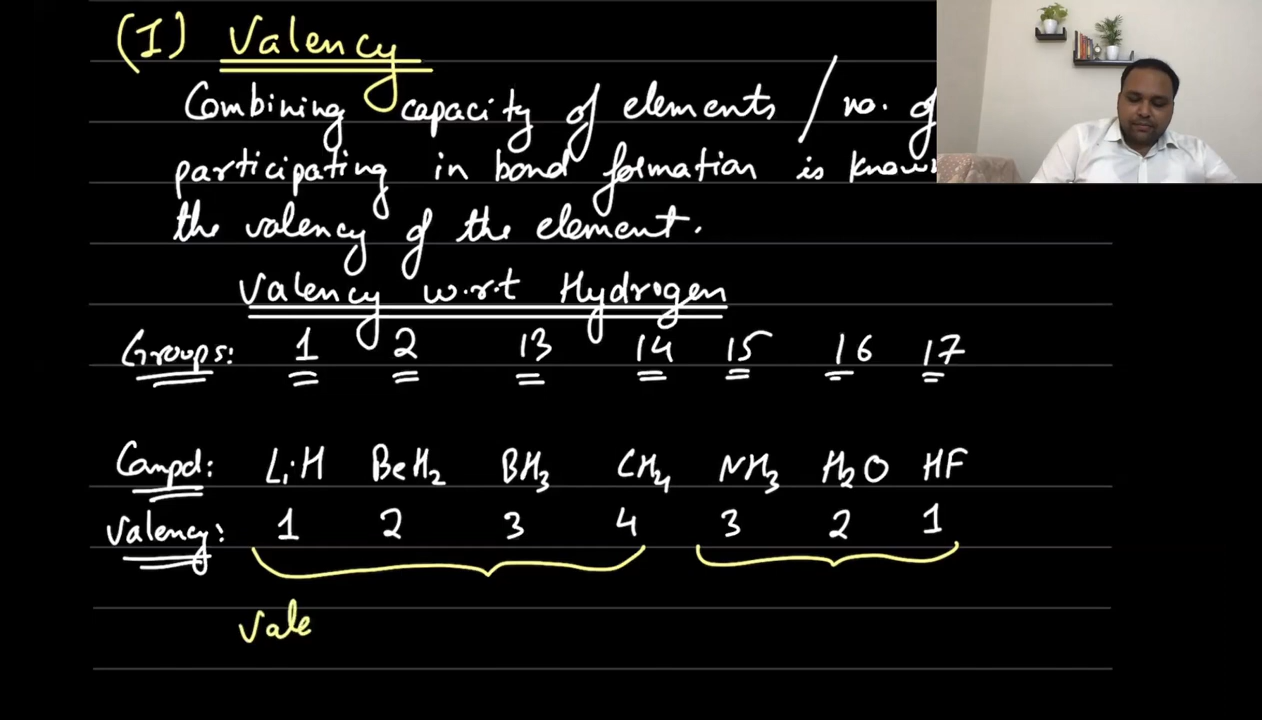 (I) Valency
Combining capacity of elements / no. of
participating in bond formation is known
the valency of the element.
Valency w.r.t Hydrogen
Groups: 1 2 13 14 15 16 17
Compd: LiH BeH₂ BH₃ CH₄ NH₃ H₂O HF
Valency: 1 2 3 4 3 2 1
Vale